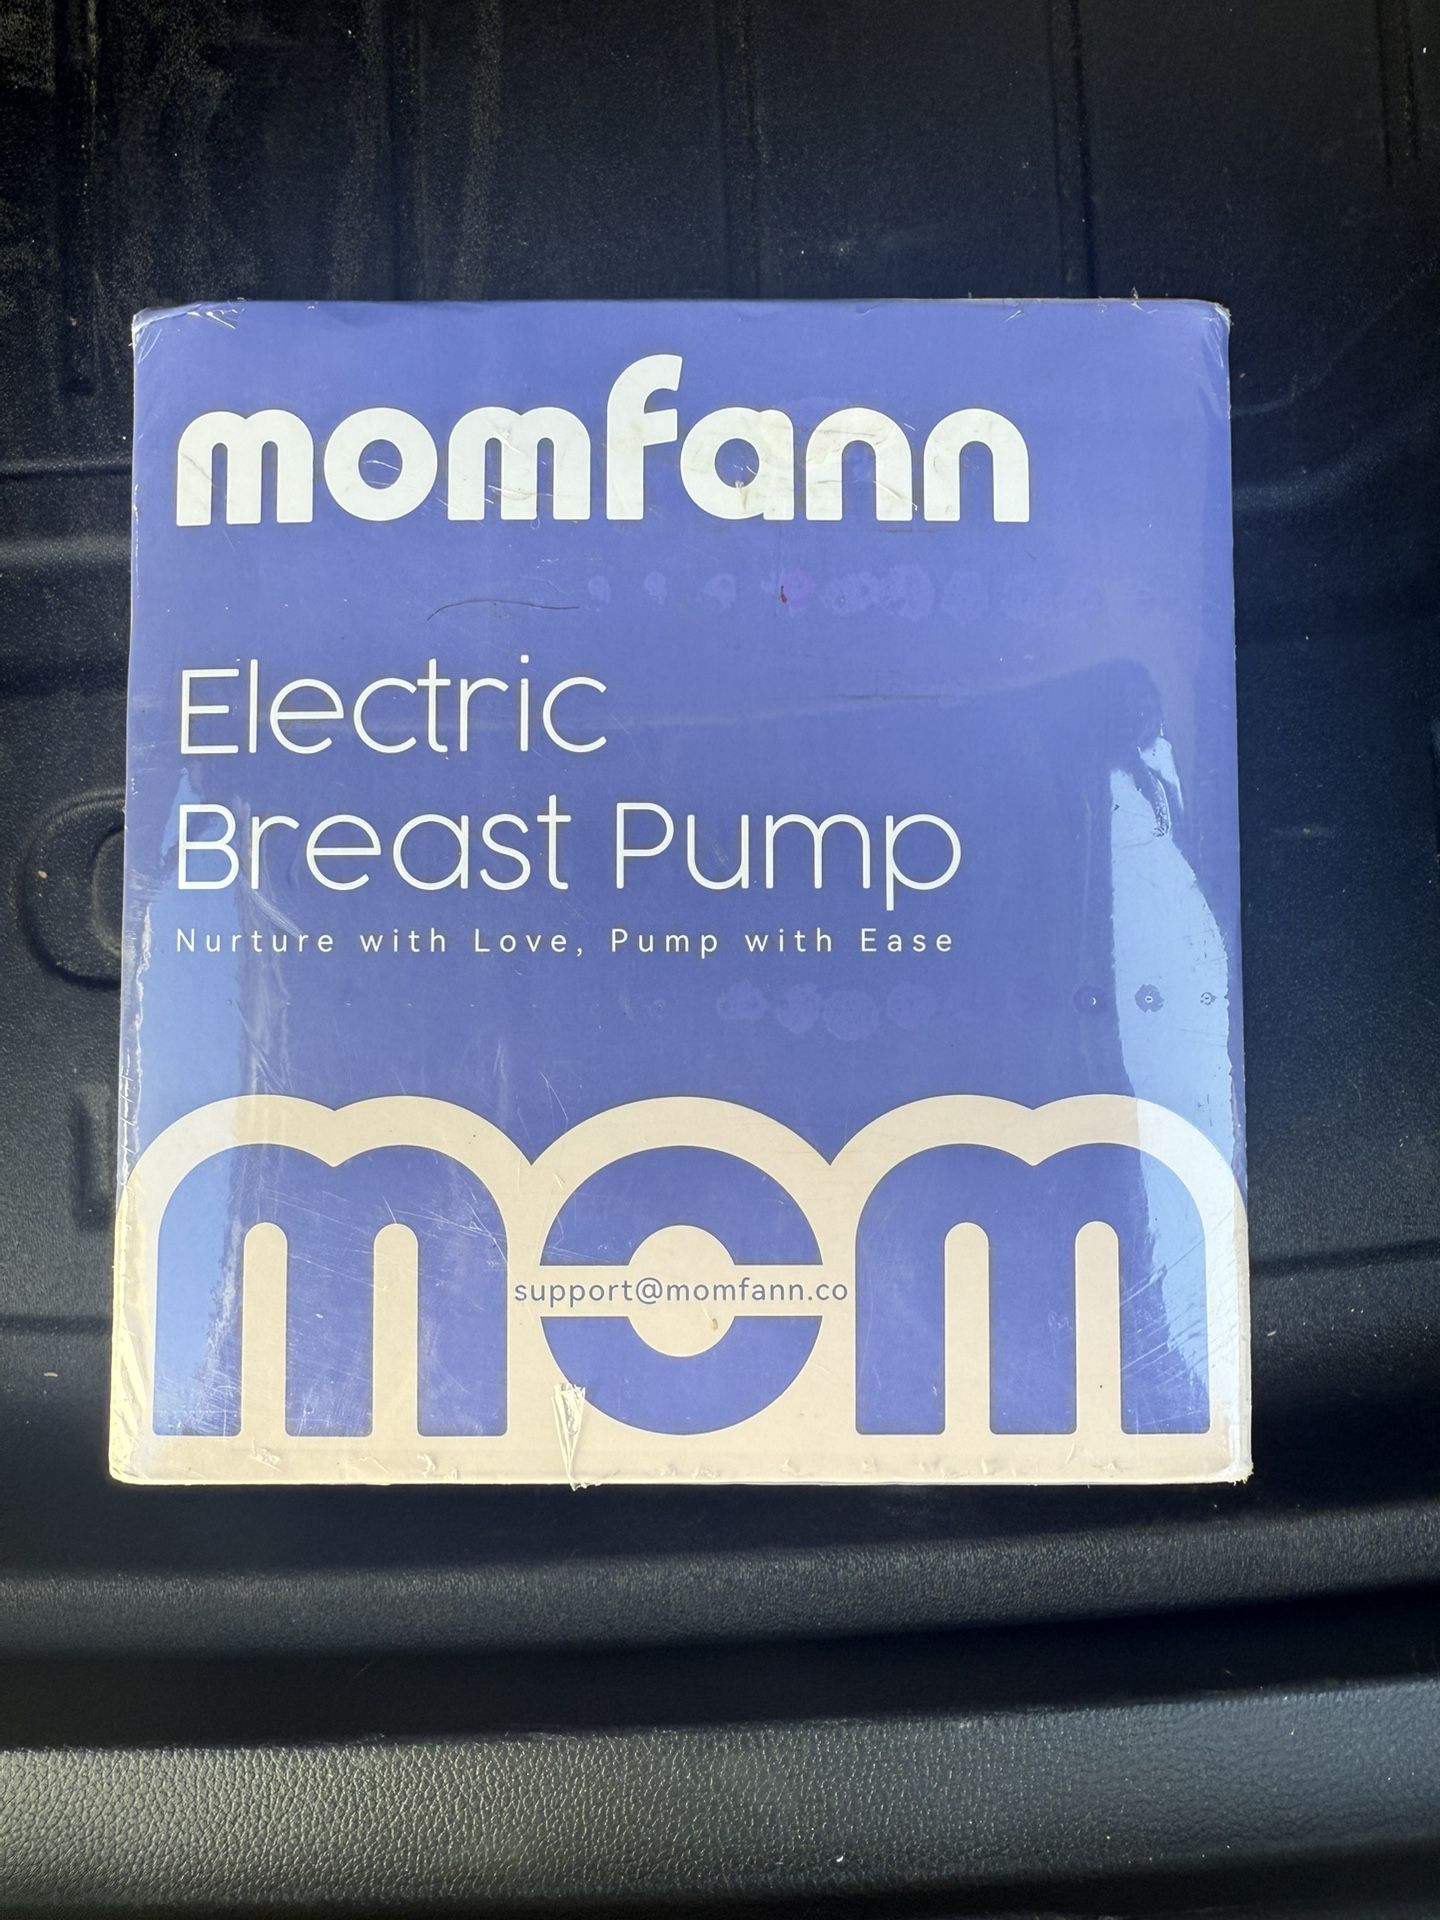 momfann
Electric
Breast Pump
Nurture with Love, Pump with Ease
mom
support@momfann.co